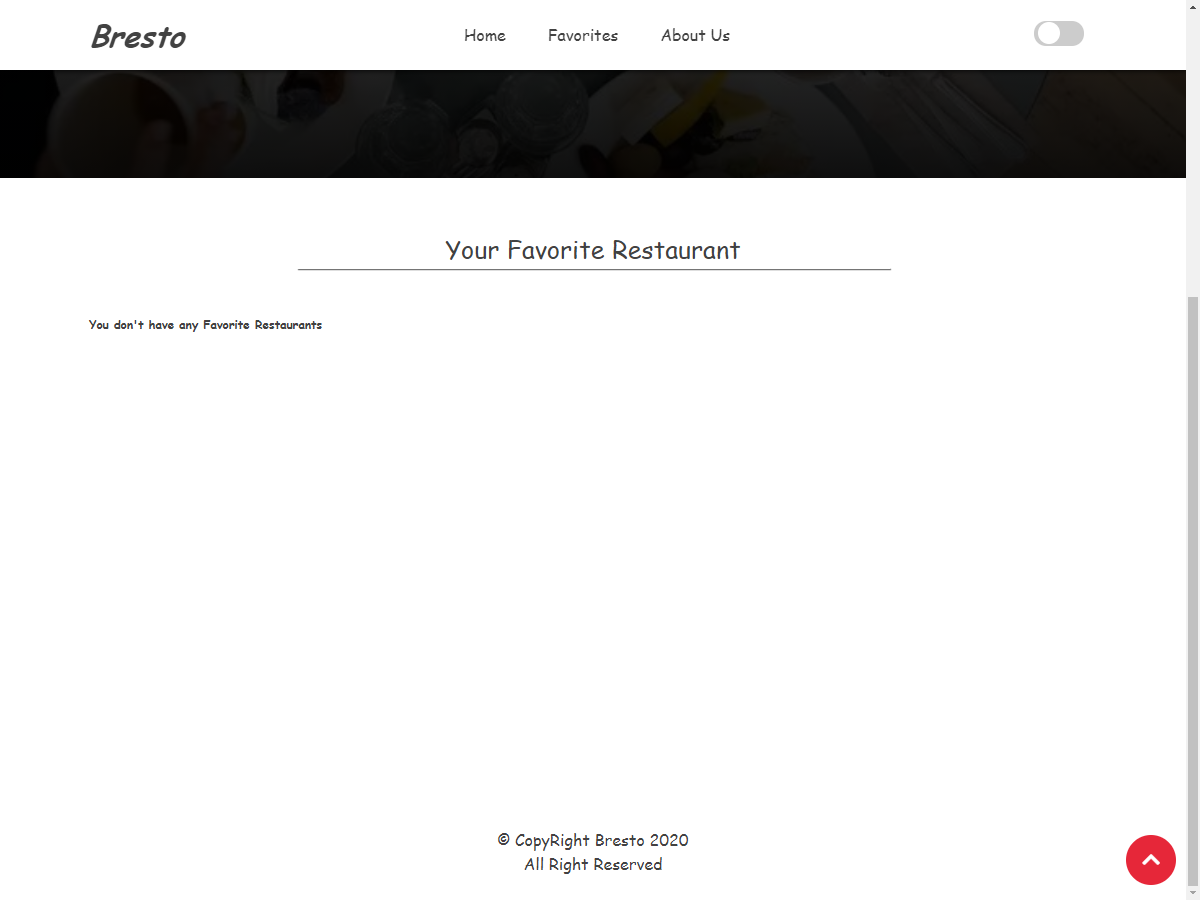 Bresto
Home Favorites About Us
Your Favorite Restaurant
You don't have any Favorite Restaurants
© CopyRight Bresto 2020
All Right Reserved